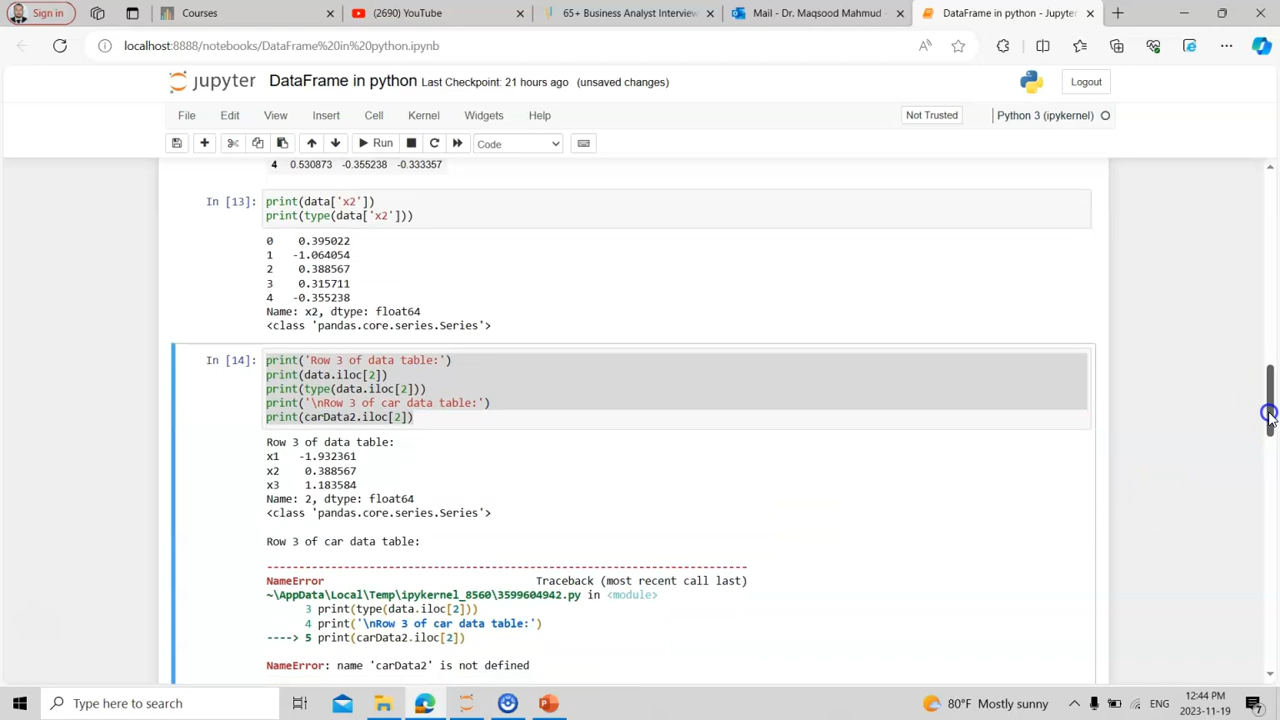 Sign in
Courses
(2690) YouTube
65+ Business Analyst Interview
Mail - Dr. Maqsood Mahmud
DataFrame in python - Jupyter
localhost:8888/notebooks/DataFrame%20in%20python.ipynb
jupyter DataFrame in python Last Checkpoint: 21 hours ago (unsaved changes)
Logout
File Edit View Insert Cell Kernel Widgets Help
Not Trusted
Python 3 (ipykernel)
Run
Code
4 0.530873 -0.355238 -0.333357
In [13]: print(data['x2'])
print(type(data['x2']))
0 0.395022
1 -1.064054
2 0.388567
3 0.315711
4 -0.355238
Name: x2, dtype: float64
<class 'pandas.core.series.Series'>
In [14]: print('Row 3 of data table:')
print(data.iloc[2])
print(type(data.iloc[2]))
print('\nRow 3 of car data table:')
print(carData2.iloc[2])
Row 3 of data table:
x1 -1.932361
x2 0.388567
x3 1.183584
Name: 2, dtype: float64
<class 'pandas.core.series.Series'>
Row 3 of car data table:
---------------------------------------------------------------------------
NameError Traceback (most recent call last)
~\AppData\Local\Temp\ipykernel_8560\3599604942.py in <module>
3 print(type(data.iloc[2]))
4 print('\nRow 3 of car data table:')
----> 5 print(carData2.iloc[2])
NameError: name 'carData2' is not defined
Type here to search
80°F Mostly sunny
ENG
12:44 PM
2023-11-19
7